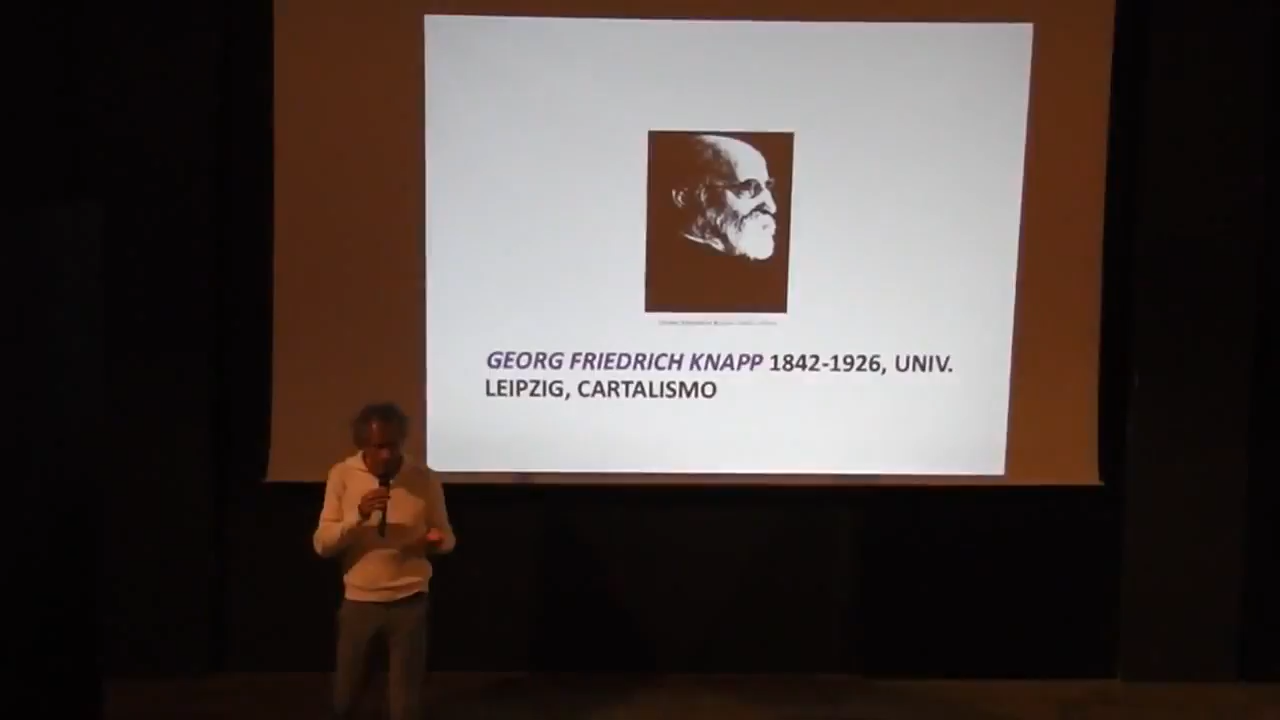 GEORG FRIEDRICH KNAPP 1842-1926, UNIV.
LEIPZIG, CARTALISMO